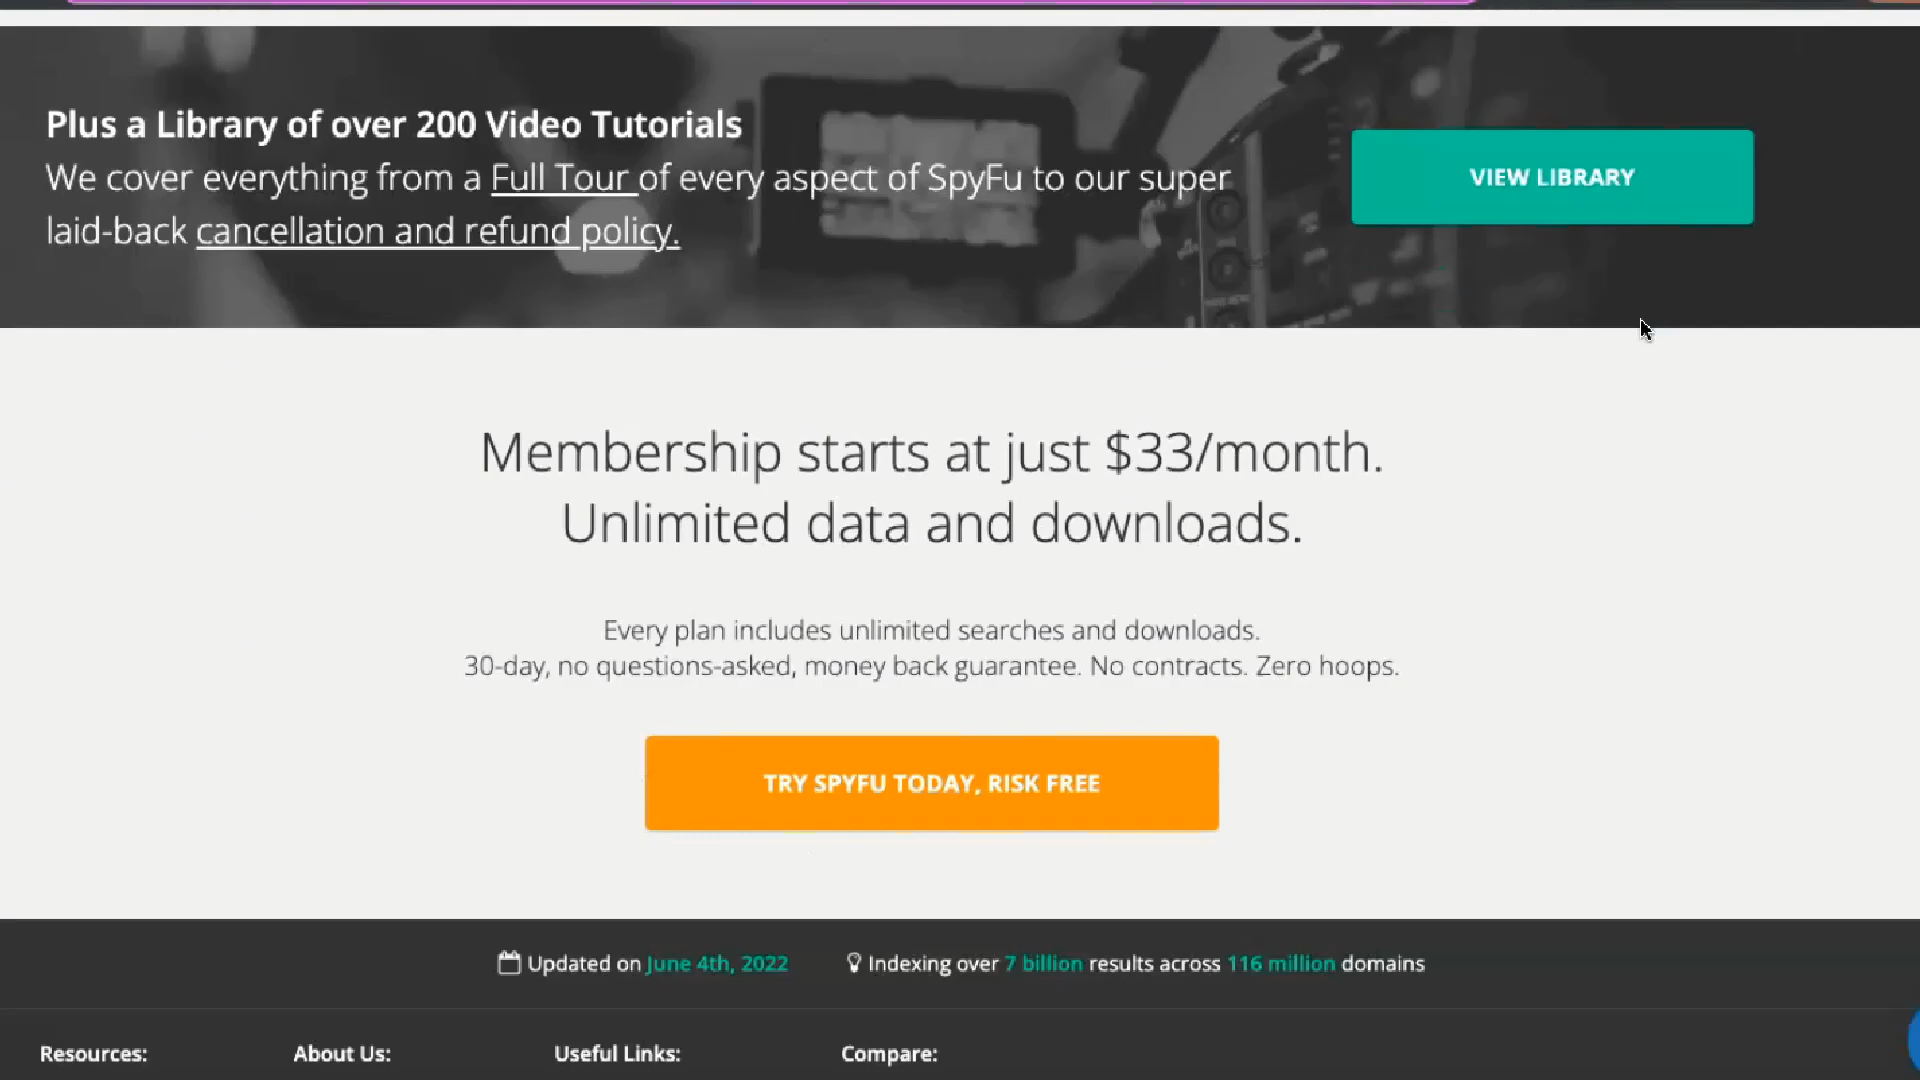 Plus a Library of over 200 Video Tutorials
We cover everything from a Full Tour of every aspect of SpyFu to our super
laid-back cancellation and refund policy.
VIEW LIBRARY
Membership starts at just $33/month.
Unlimited data and downloads.
Every plan includes unlimited searches and downloads.
30-day, no questions-asked, money back guarantee. No contracts. Zero hoops.
TRY SPYFU TODAY, RISK FREE
Updated on June 4th, 2022 Indexing over 7 billion results across 116 million domains
Resources: About Us: Useful Links: Compare: